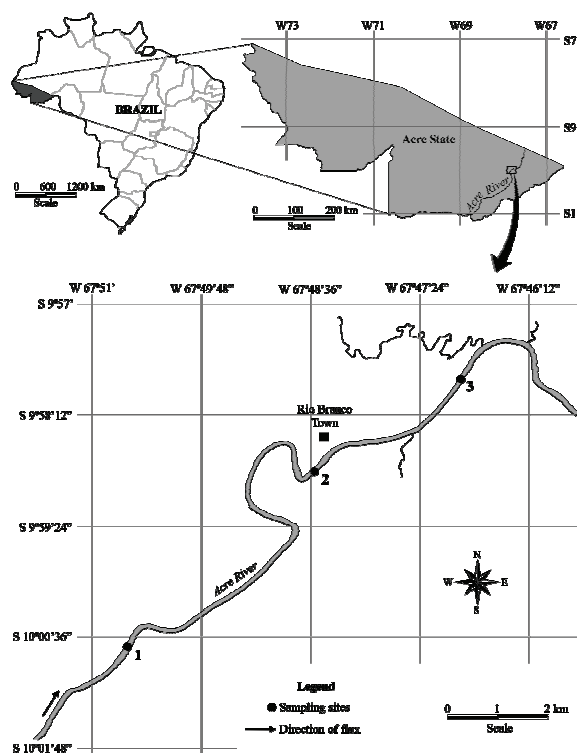 W73 W71 W69 W67
S7
BRAZIL
S9
Acre State
Acre River
0 600 1200 km
Scale
0 100 200 km
Scale
S1
W 67°51' W 67°49'48" W 67°48'36" W 67°47'24" W 67°46'12"
S 9°57'
3
S 9°58'12"
Rio Branco
Town
2
S 9°59'24"
Acre River
N
W E
S
S 10°00'36"
1
Legend
Sampling sites
Direction of flux
0 1 2 km
Scale
S 10°01'48"